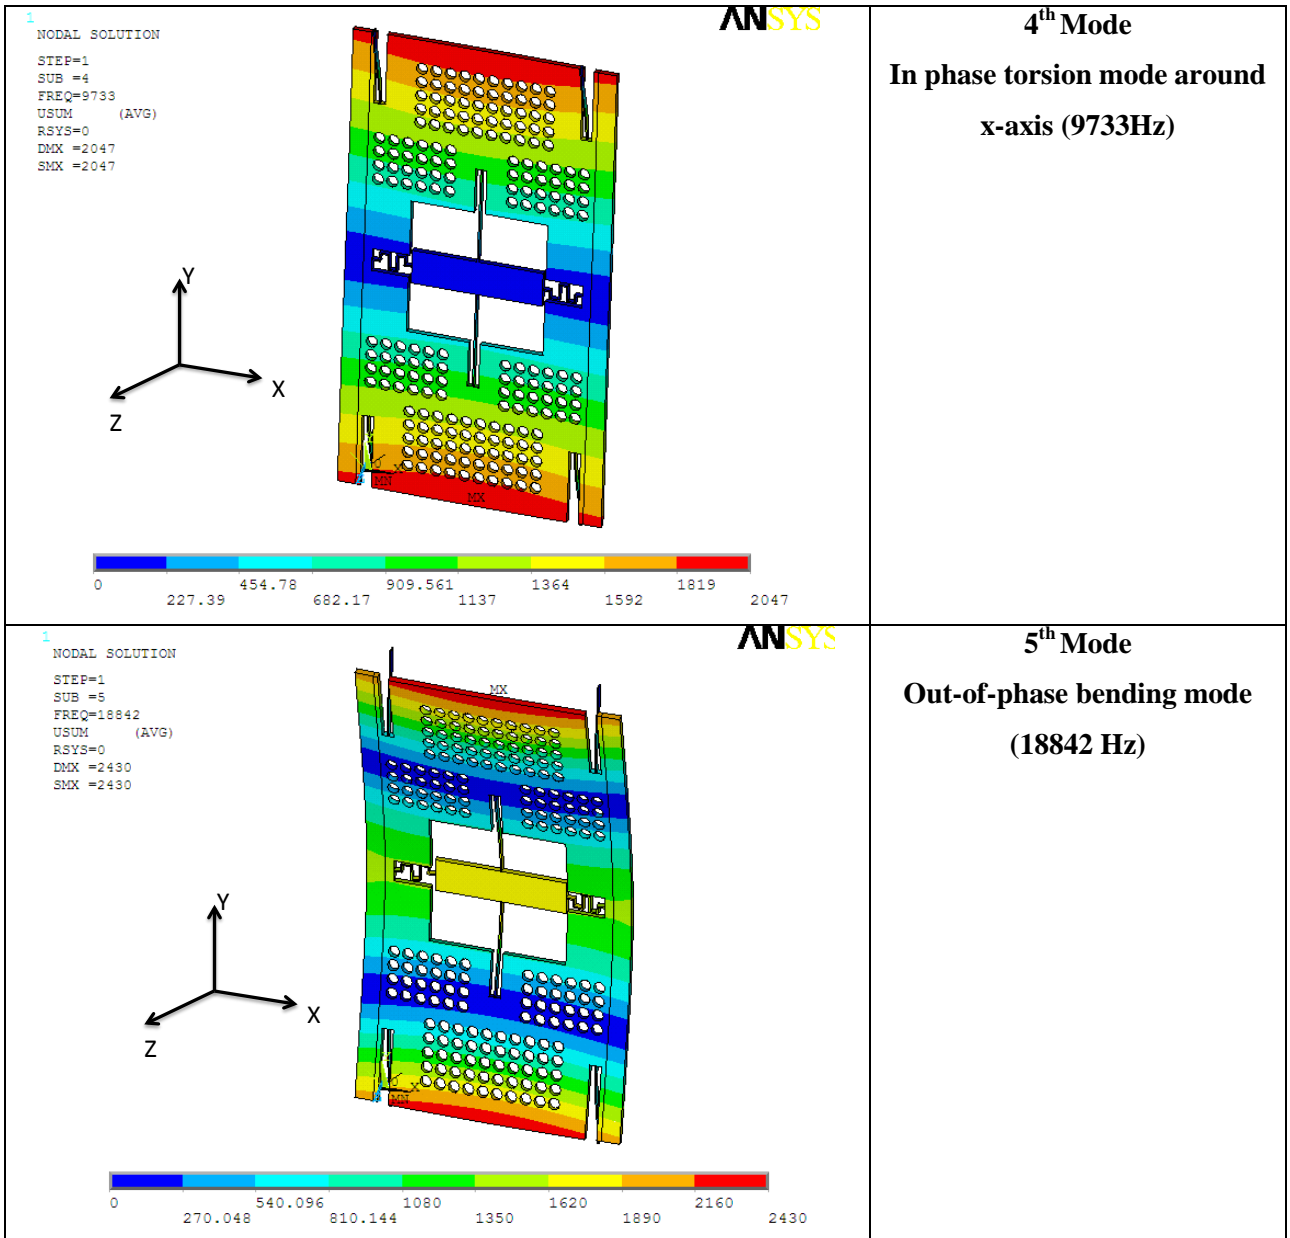 1
NODAL SOLUTION
STEP=1
SUB =4
FREQ=9733
USUM (AVG)
RSYS=0
DMX =2047
SMX =2047
ANSYS
Y
X
Z
X
MN
MX
0
227.39
454.78
682.17
909.561
1137
1364
1592
1819
2047
4th Mode
In phase torsion mode around
x-axis (9733Hz)
1
NODAL SOLUTION
STEP=1
SUB =5
FREQ=18842
USUM (AVG)
RSYS=0
DMX =2430
SMX =2430
ANSYS
MX
Y
X
Z
X
MN
0
270.048
540.096
810.144
1080
1350
1620
1890
2160
2430
5th Mode
Out-of-phase bending mode
(18842 Hz)